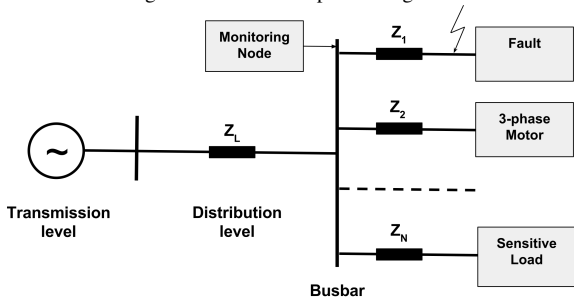 Monitoring
Node
Z1
Fault
Z2
3-phase
Motor
ZL
~
Transmission
level
Distribution
level
ZN
Sensitive
Load
Busbar